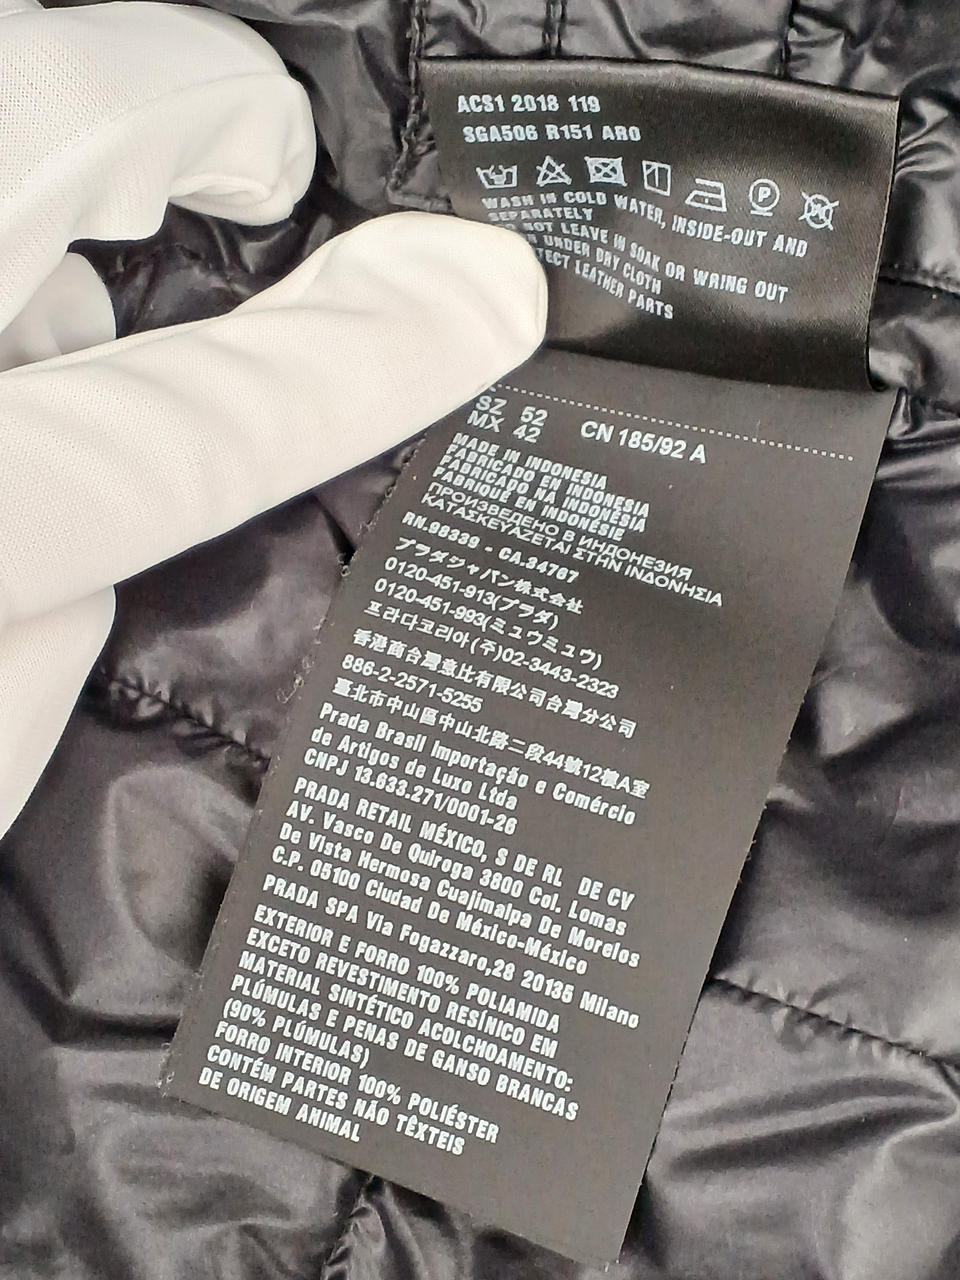 ACS1 2018 119
SGA506 R151 ARO
WASH IN COLD WATER, INSIDE-OUT AND
SEPARATELY
NOT LEAVE IN SOAK OR WRING OUT
UNDER DRY CLOTH
LEATHER PARTS
SZ 52
MX 42 CN 185/92 A
MADE IN INDONESIA
FABRICADO EN INDONESIA
FABRICADO NA INDONÉSIA
FABRIQUÉ EN INDONÉSIE
ПРОИЗВЕДЕНО В ИНДОНЕЗИЯ
ΚΑΤΑΣΚΕΥΑΖΕΤΑΙ ΣΤΗΝ ΙΝΔΟΝΗΣΙΑ
RN.98339 - CA.34767
プラダジャパン株式会社
0120-451-913(プラダ)
0120-451-993(ミュウミュウ)
프라다코리아(주)02-3443-2323
香港商台灣意比有限公司台灣分公司
886-2-2571-5255
臺北市中山區中山北路二段44號12樓A室
Prada Brasil Importação e Comércio
de Artigos de Luxo Ltda
CNPJ 13.633.271/0001-26
PRADA RETAIL MÉXICO, S DE RL DE CV
AV. Vasco De Quiroga 3800 Col. Lomas
De Vista Hermosa Cuajimalpa De Morelos
C.P. 05100 Ciudad De México-México
PRADA SPA Via Fogazzaro,28 20135 Milano
EXTERIOR E FORRO 100% POLIAMIDA
EXCETO REVESTIMENTO RESÍNICO EM
MATERIAL SINTÉTICO ACOLCHOAMENTO:
PLÚMULAS E PENAS DE GANSO BRANCAS
(90% PLÚMULAS)
FORRO INTERIOR 100% POLIÉSTER
CONTÉM PARTES NÃO TÊXTEIS
DE ORIGEM ANIMAL